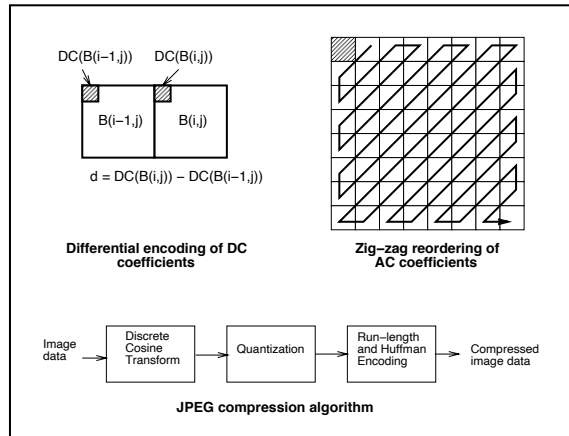 DC(B(i−1,j)) DC(B(i,j))
B(i−1,j) B(i,j)
d = DC(B(i,j)) − DC(B(i−1,j))
Differential encoding of DC
coefficients
Zig−zag reordering of
AC coefficients
Image
data
Discrete
Cosine
Transform
Quantization
Run−length
and Huffman
Encoding
Compressed
image data
JPEG compression algorithm